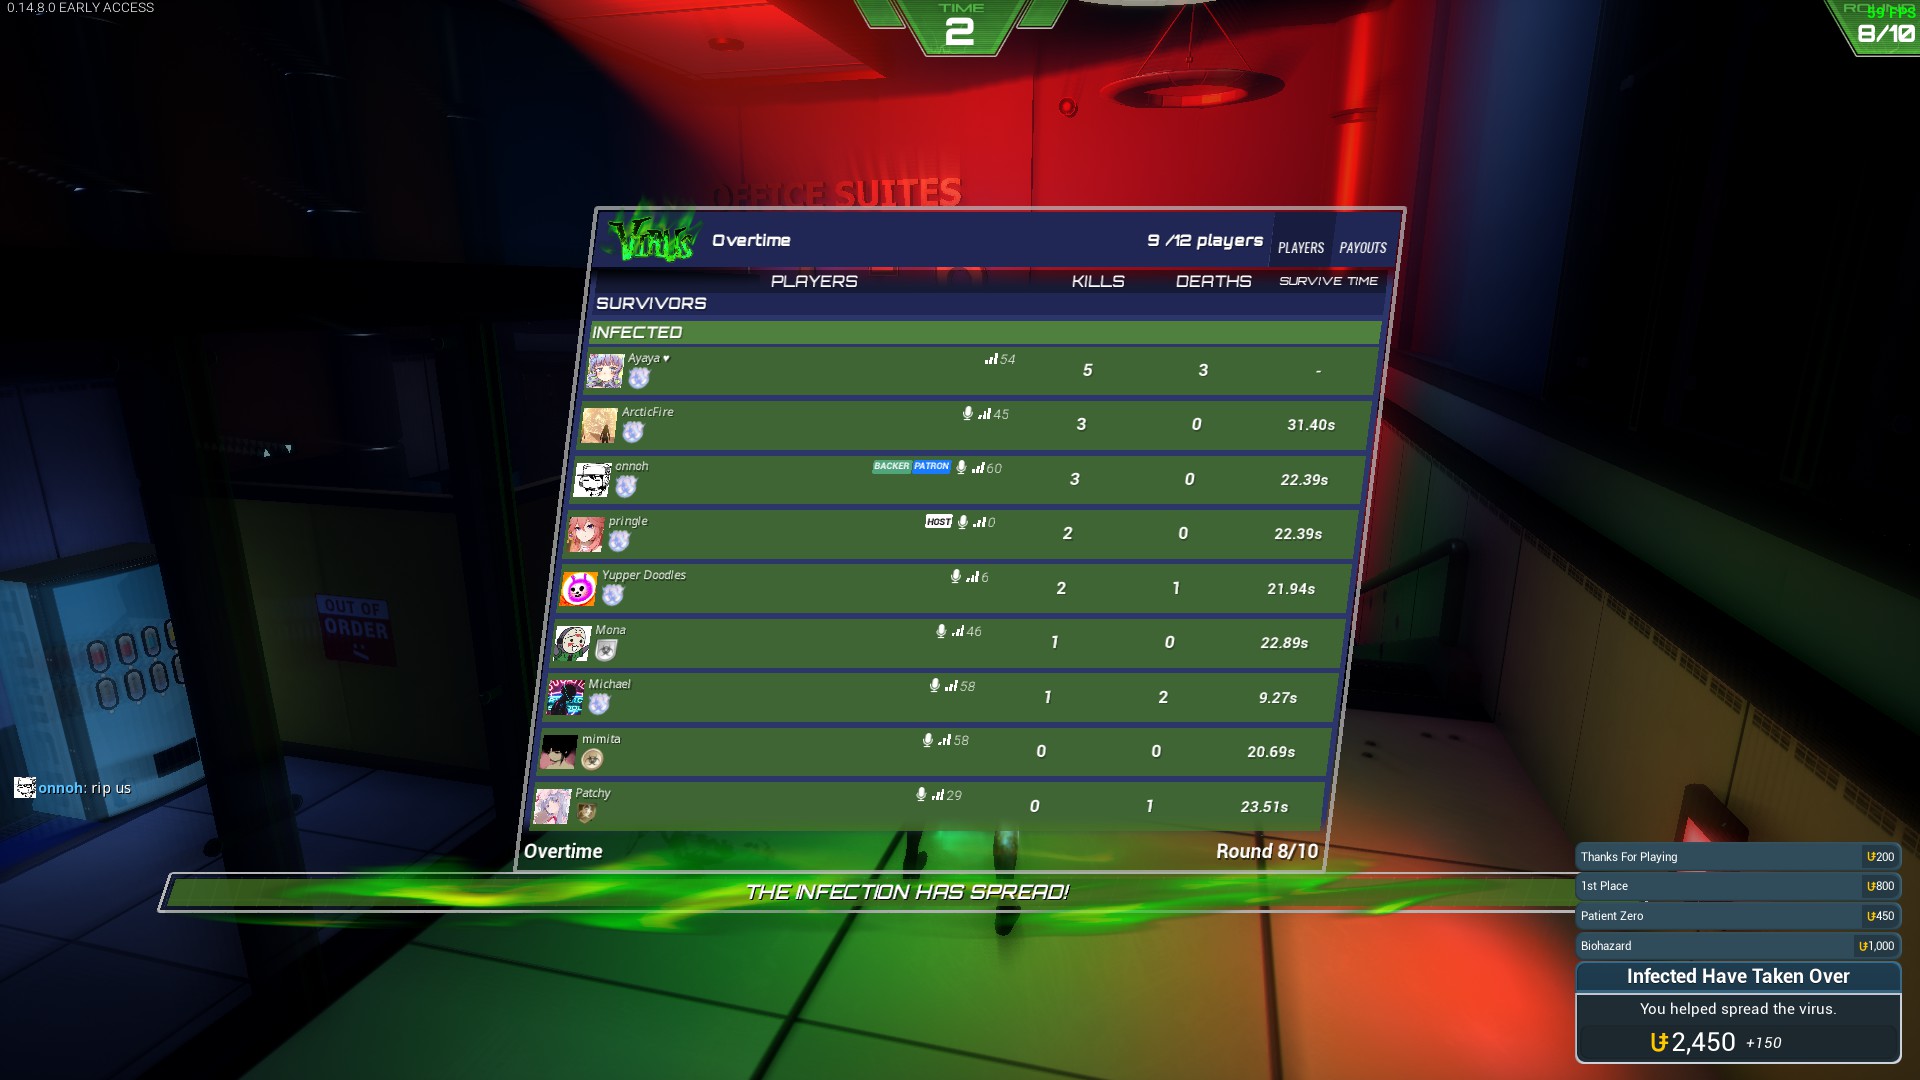 0.14.8.0 EARLY ACCESS
TIME
2
ROUND
59 FPS
8/10
OFFICE SUITES
VIRUS
Overtime
9 /12 players
PLAYERS
PAYOUTS
PLAYERS KILLS DEATHS SURVIVE TIME
SURVIVORS
INFECTED
Ayaya ♥ 54 5 3 -
ArcticFire 45 3 0 31.40s
onnoh BACKER PATRON 60 3 0 22.39s
pringle HOST 0 2 0 22.39s
Yupper Doodles 6 2 1 21.94s
Mona 46 1 0 22.89s
Michael 58 1 2 9.27s
mimita 58 0 0 20.69s
Patchy 29 0 1 23.51s
Overtime Round 8/10
OUT OF
ORDER
onnoh: rip us
THE INFECTION HAS SPREAD!
Thanks For Playing 200
1st Place 800
Patient Zero 450
Biohazard 1,000
Infected Have Taken Over
You helped spread the virus.
2,450 +150